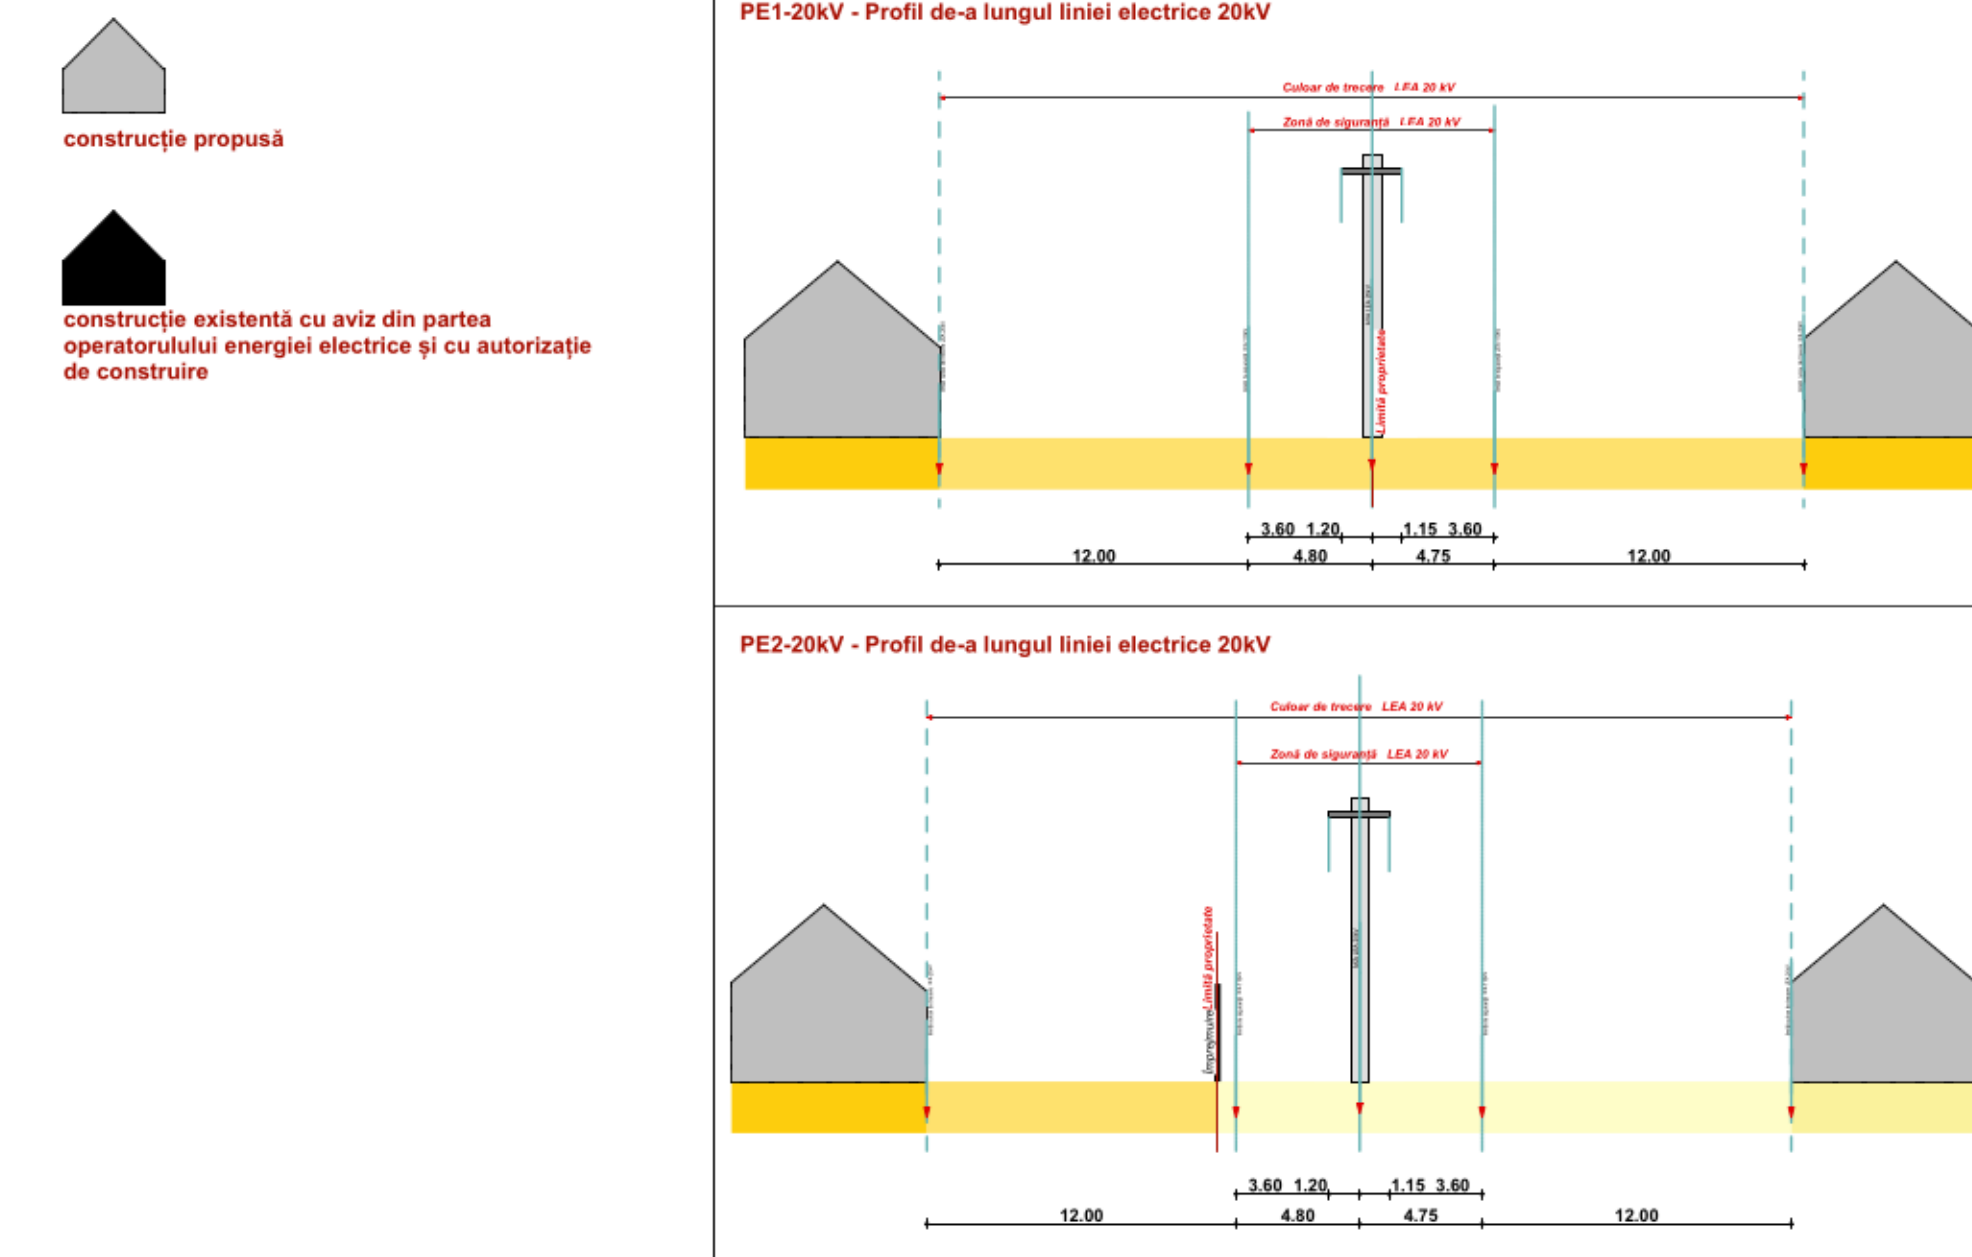 construcție propusă
construcție existentă cu aviz din partea
operatorulului energiei electrice și cu autorizație
de construire
PE1-20kV - Profil de-a lungul liniei electrice 20kV
Culoar de trecere LEA 20 kV
Zonă de siguranță LEA 20 kV
Limită proprietate
3.60 1.20 1.15 3.60
12.00 4.80 4.75 12.00
PE2-20kV - Profil de-a lungul liniei electrice 20kV
Culoar de trecere LEA 20 kV
Zonă de siguranță LEA 20 kV
Limită proprietate
Împrejmuire
3.60 1.20 1.15 3.60
12.00 4.80 4.75 12.00